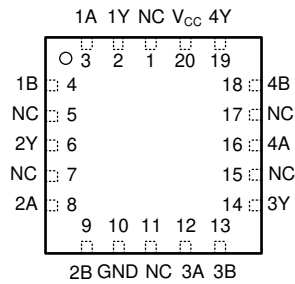 1A 1Y NC VCC 4Y
3 2 1 20 19
1B 4 18 4B
NC 5 17 NC
2Y 6 16 4A
NC 7 15 NC
2A 8 14 3Y
9 10 11 12 13
2B GND NC 3A 3B